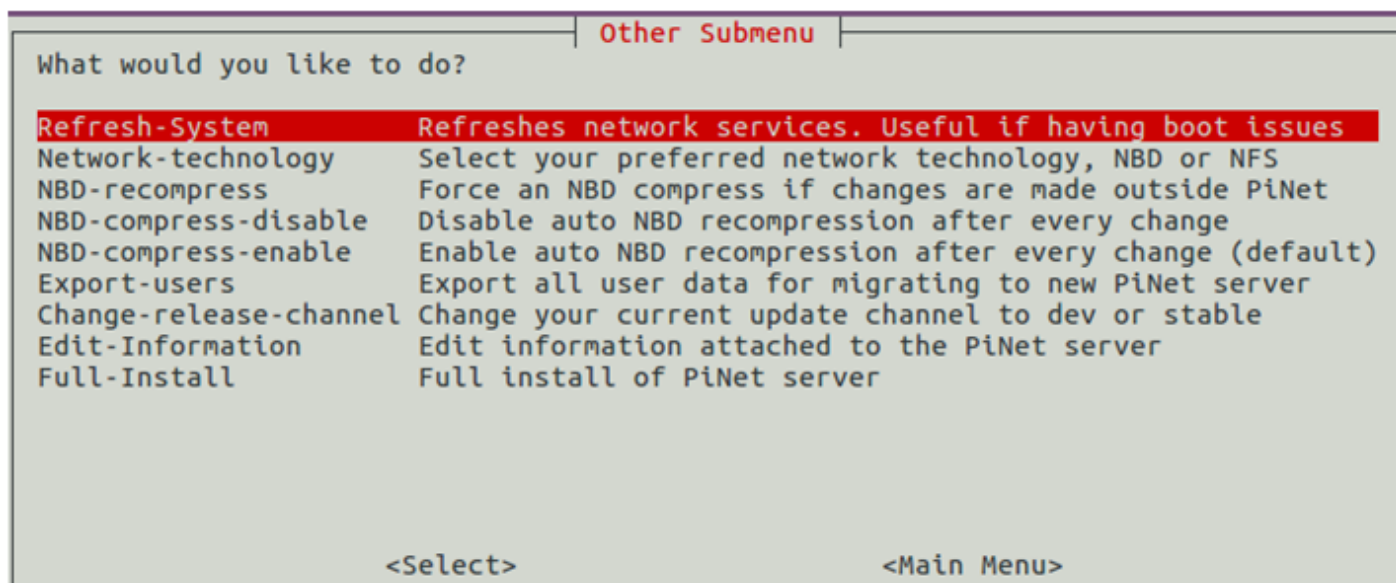 Other Submenu
What would you like to do?
Refresh-System Refreshes network services. Useful if having boot issues
Network-technology Select your preferred network technology, NBD or NFS
NBD-recompress Force an NBD compress if changes are made outside PiNet
NBD-compress-disable Disable auto NBD recompression after every change
NBD-compress-enable Enable auto NBD recompression after every change (default)
Export-users Export all user data for migrating to new PiNet server
Change-release-channel Change your current update channel to dev or stable
Edit-Information Edit information attached to the PiNet server
Full-Install Full install of PiNet server
<Select> <Main Menu>